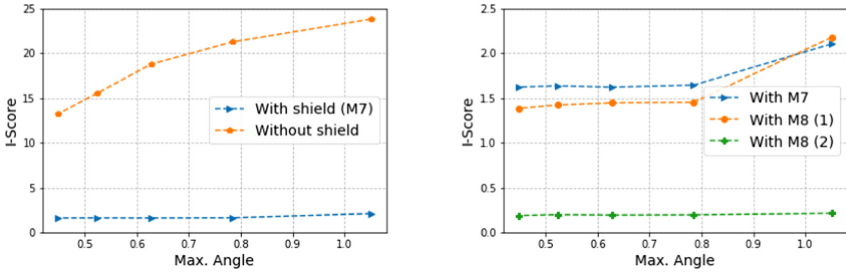 25
20
15
10
5
0
I-Score
0.5 0.6 0.7 0.8 0.9 1.0
Max. Angle
With shield (M7)
Without shield
2.5
2.0
1.5
1.0
0.5
0.0
I-Score
0.5 0.6 0.7 0.8 0.9 1.0
Max. Angle
With M7
With M8 (1)
With M8 (2)